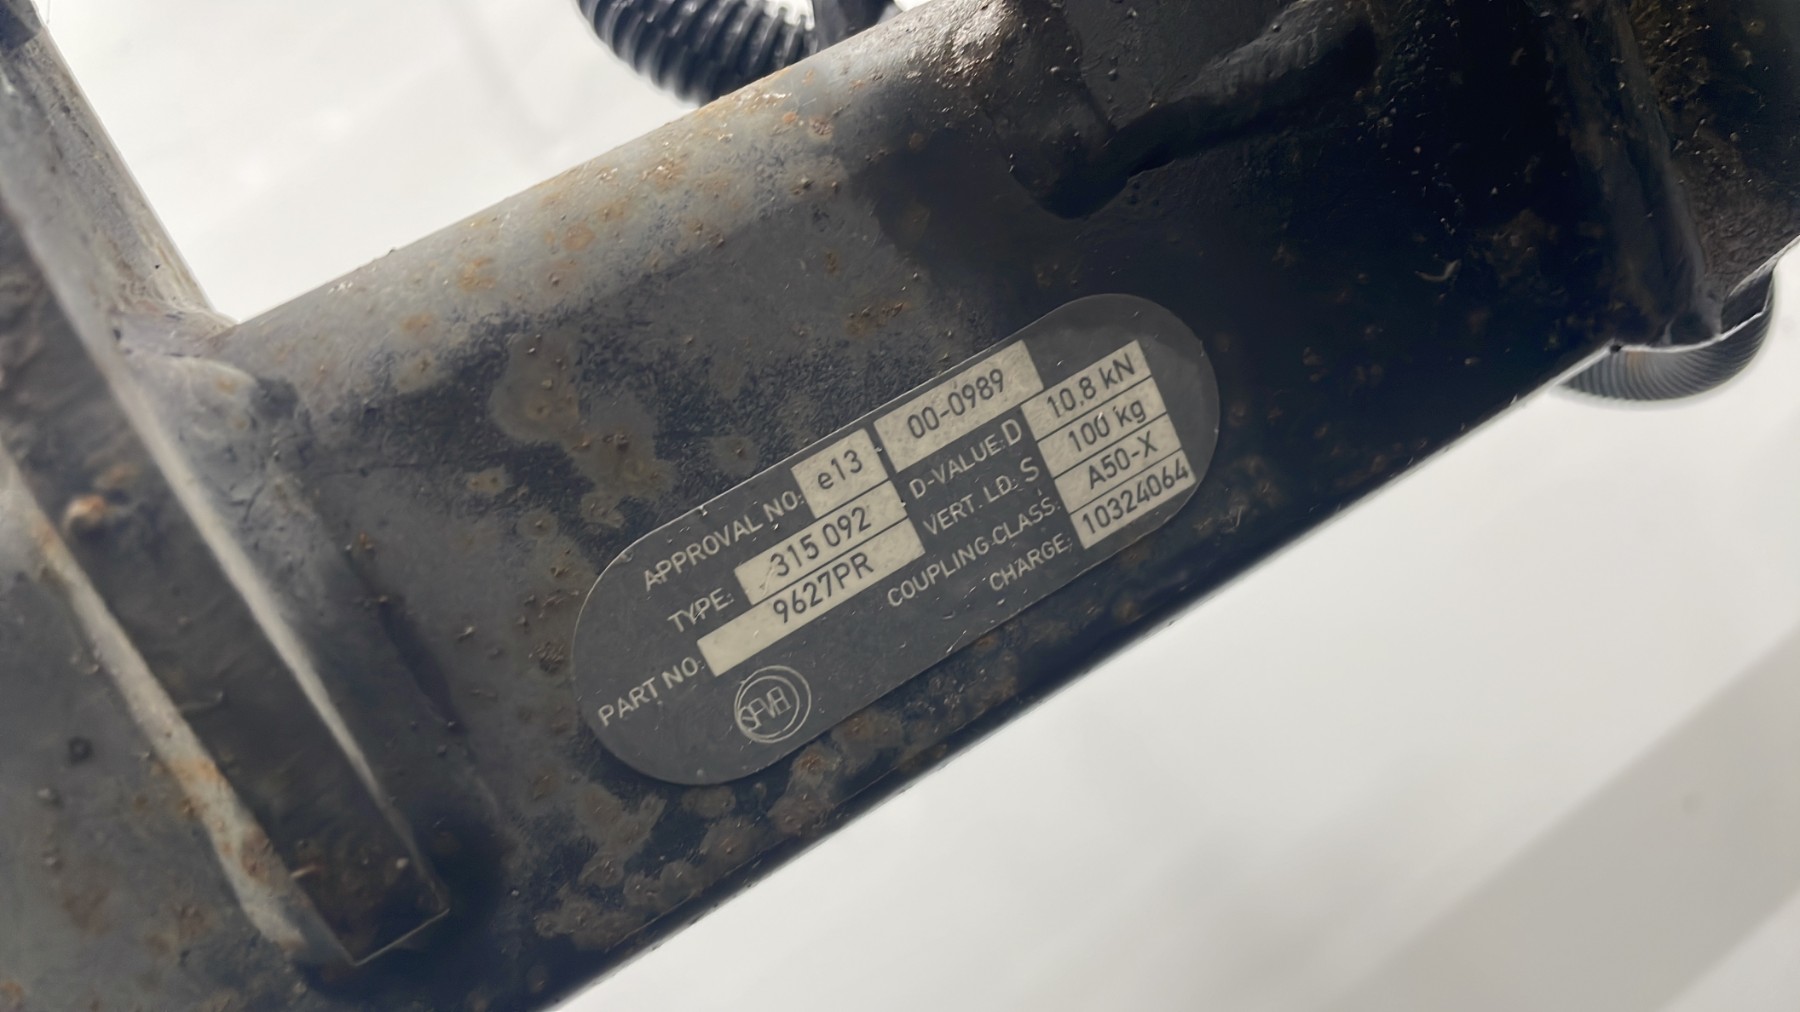 APPROVAL NO: e13 00-0989
TYPE: 315 092
PART NO: 9627PR
D-VALUE: D 10,8 kN
VERT. LD: S 100 kg
COUPLING CLASS: A50-X
CHARGE: 10324064